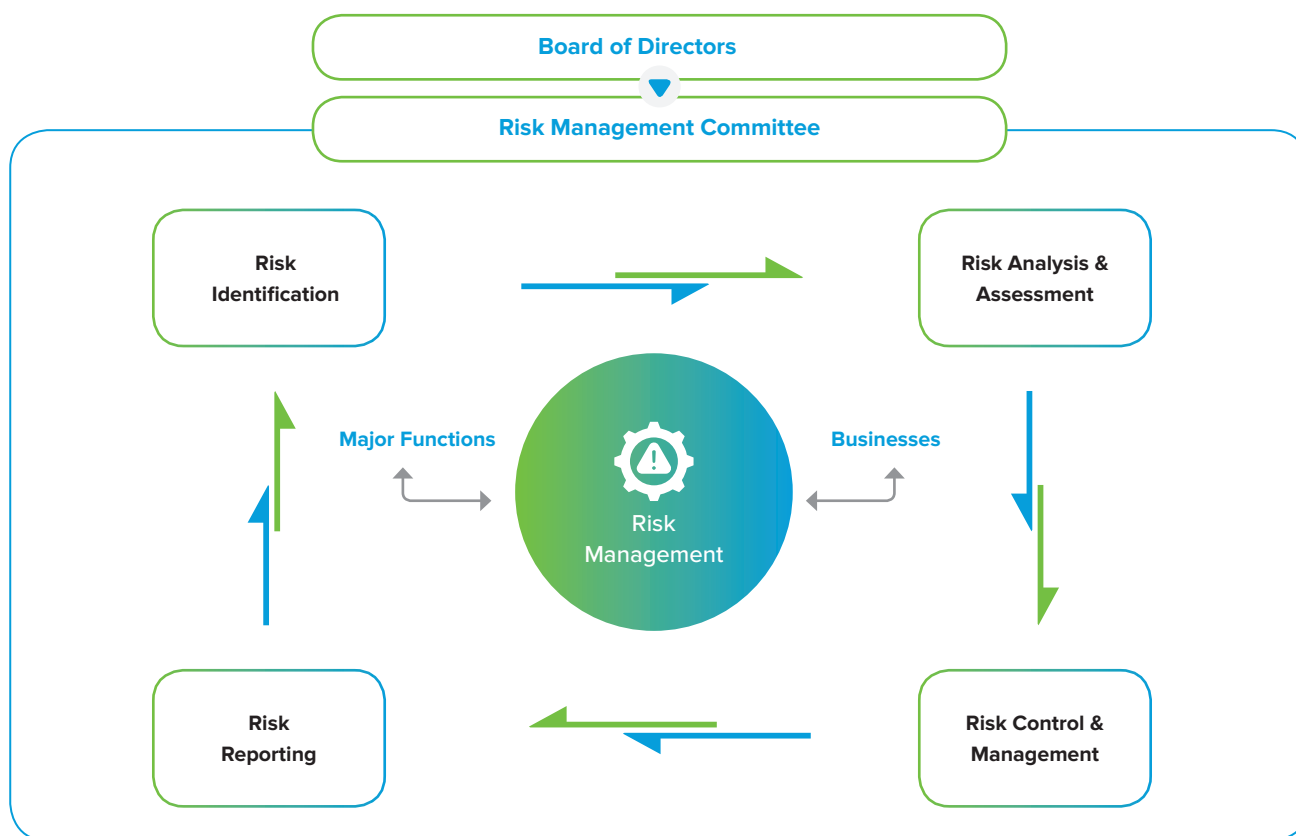 Board of Directors
Risk Management Committee
Risk
Identification
Risk Analysis &
Assessment
Major Functions
Businesses
Risk
Management
Risk
Reporting
Risk Control &
Management